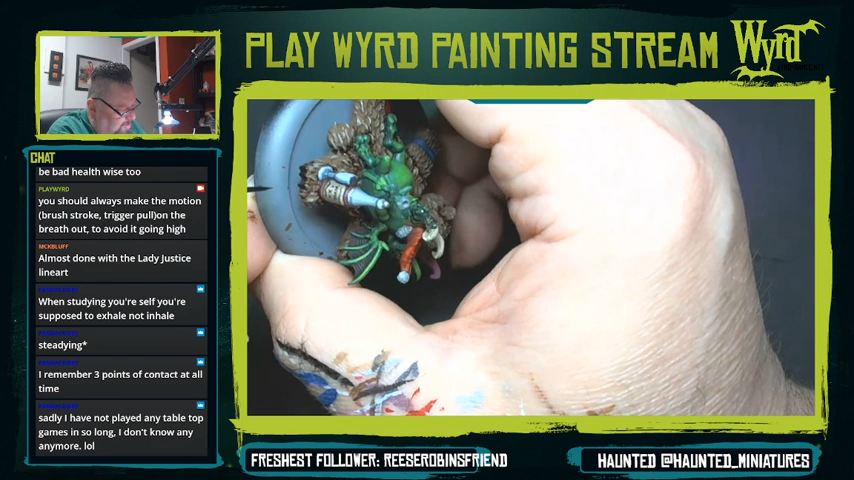 PLAY WYRD PAINTING STREAM
Wyrd
CHAT
be bad health wise too
PLAYWYRD
you should always make the motion
(brush stroke, trigger pull)on the
breath out, to avoid it going high
MCKBLUFF
Almost done with the Lady Justice
lineart
When studying you're self you're
supposed to exhale not inhale
steadying*
I remember 3 points of contact at all
time
sadly I have not played any table top
games in so long, I don't know any
anymore. lol
FRESHEST FOLLOWER: REESEROBINSFRIEND
HAUNTED @HAUNTED_MINIATURES